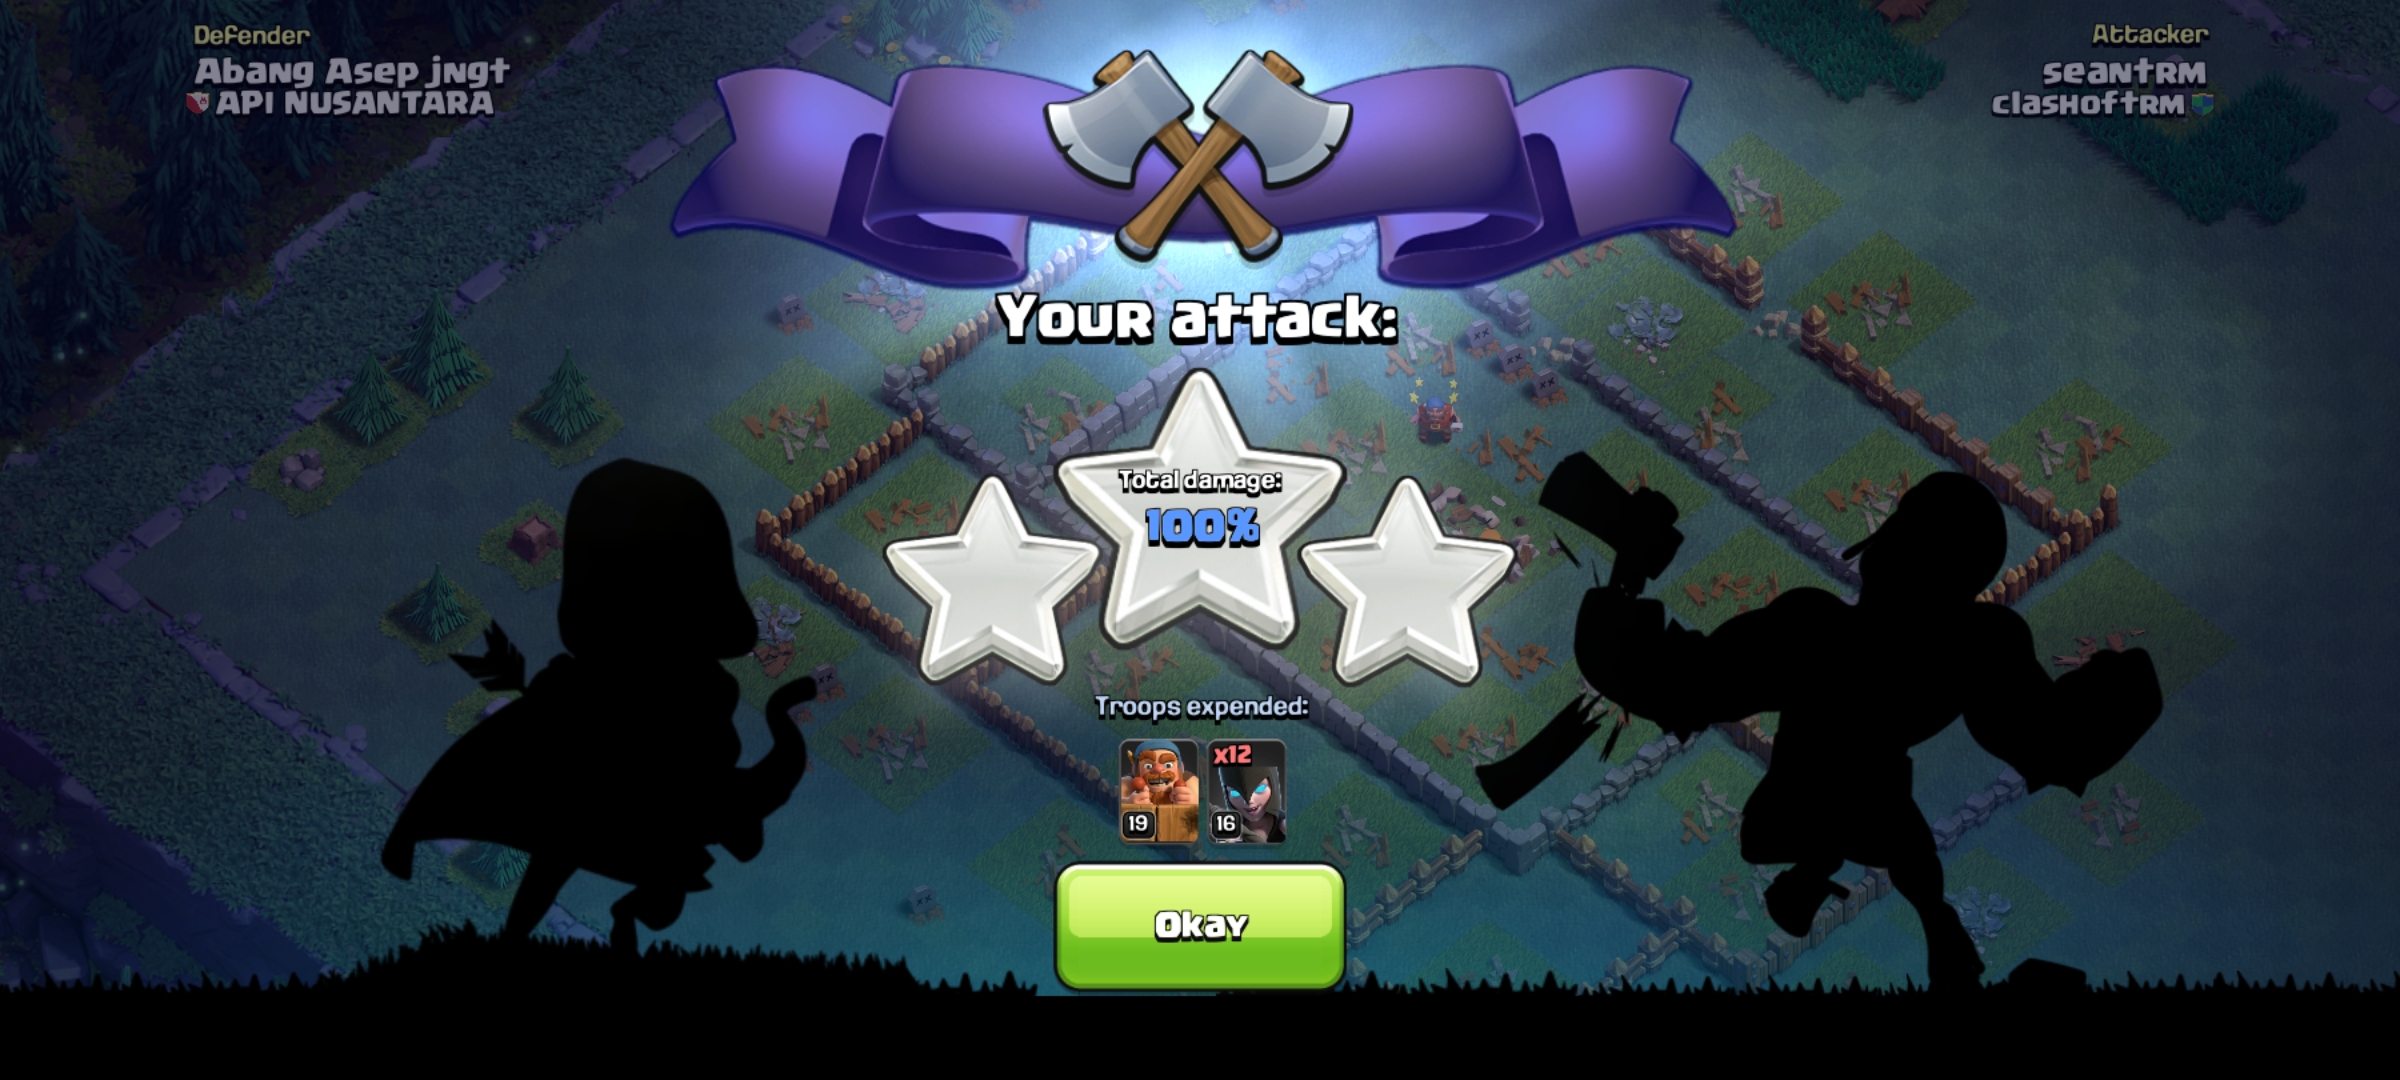 Defender
Abang Asep jngt
API NUSANTARA
Attacker
seantRM
clashoftRM
Your attack:
Total damage:
100%
Troops expended:
x12
19
16
Okay